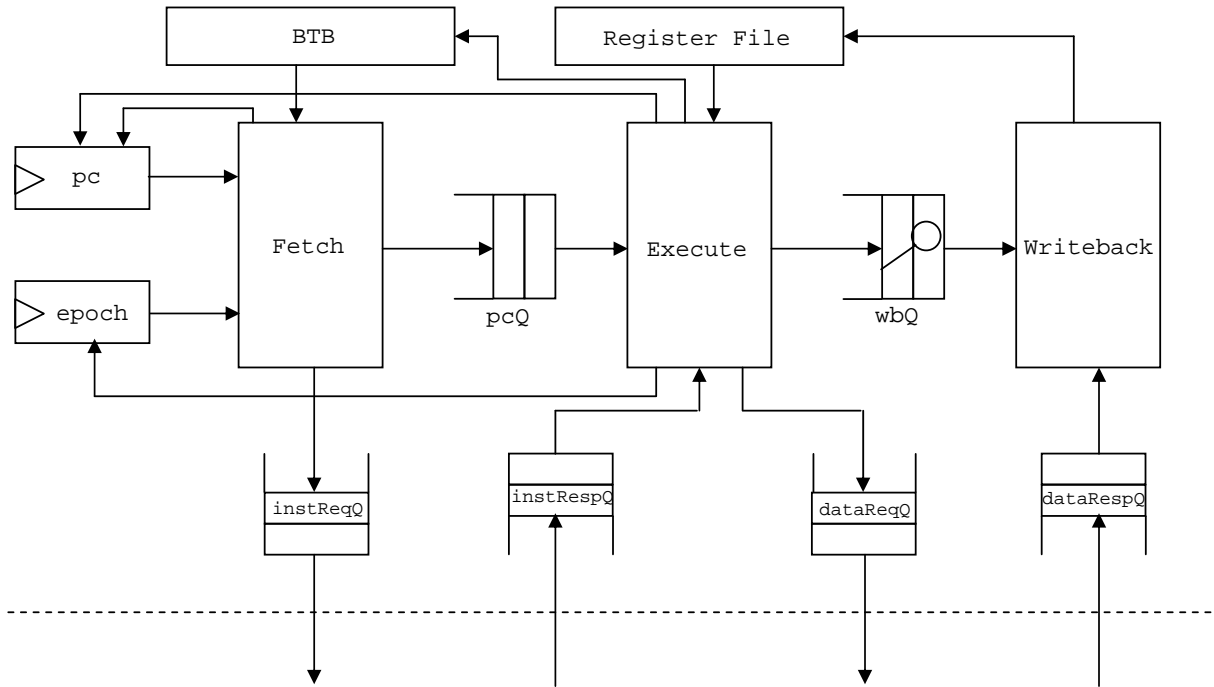 BTB
Register File
pc
Fetch
Execute
Writeback
epoch
pcQ
wbQ
instReqQ
instRespQ
dataReqQ
dataRespQ